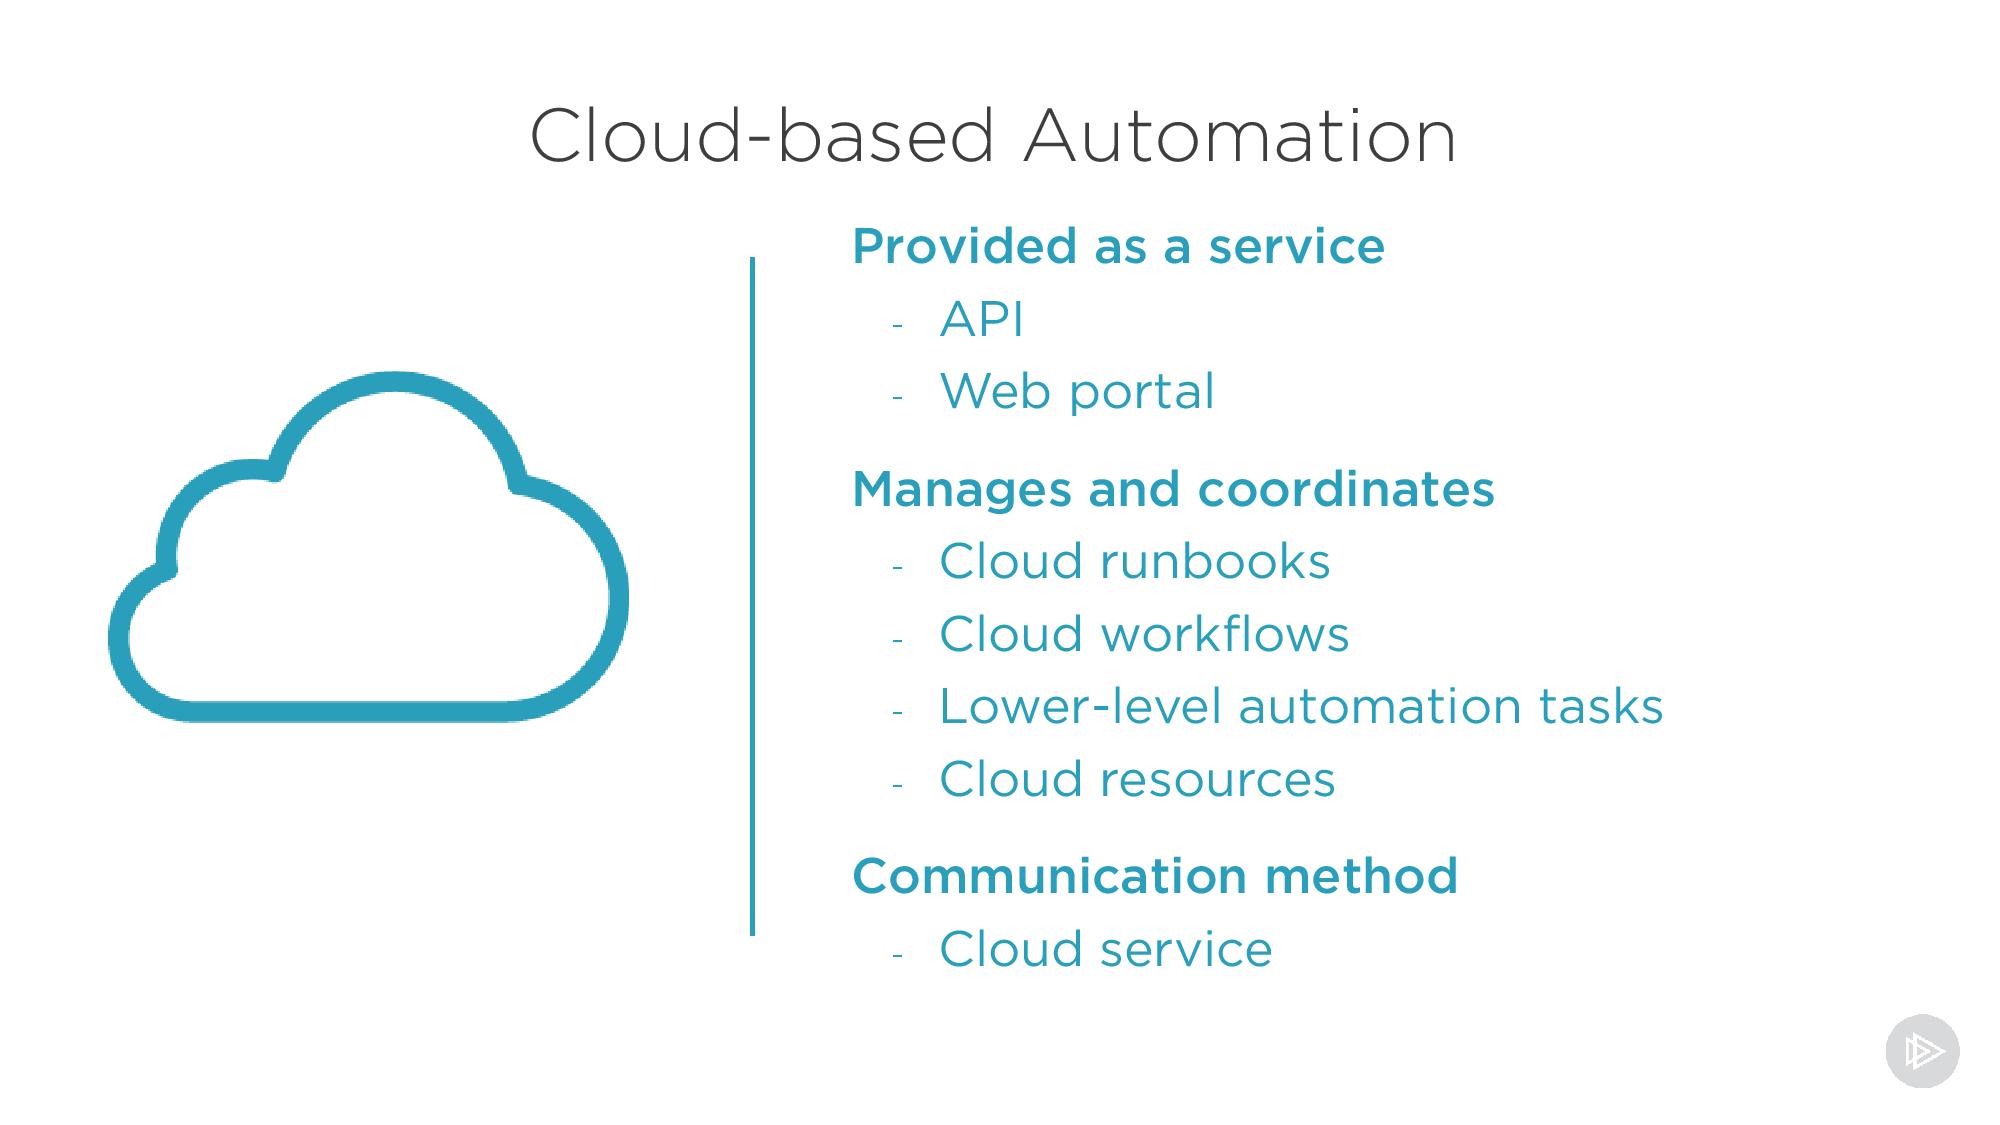 Cloud-based Automation
Provided as a service
- API
- Web portal
Manages and coordinates
- Cloud runbooks
- Cloud workflows
- Lower-level automation tasks
- Cloud resources
Communication method
- Cloud service